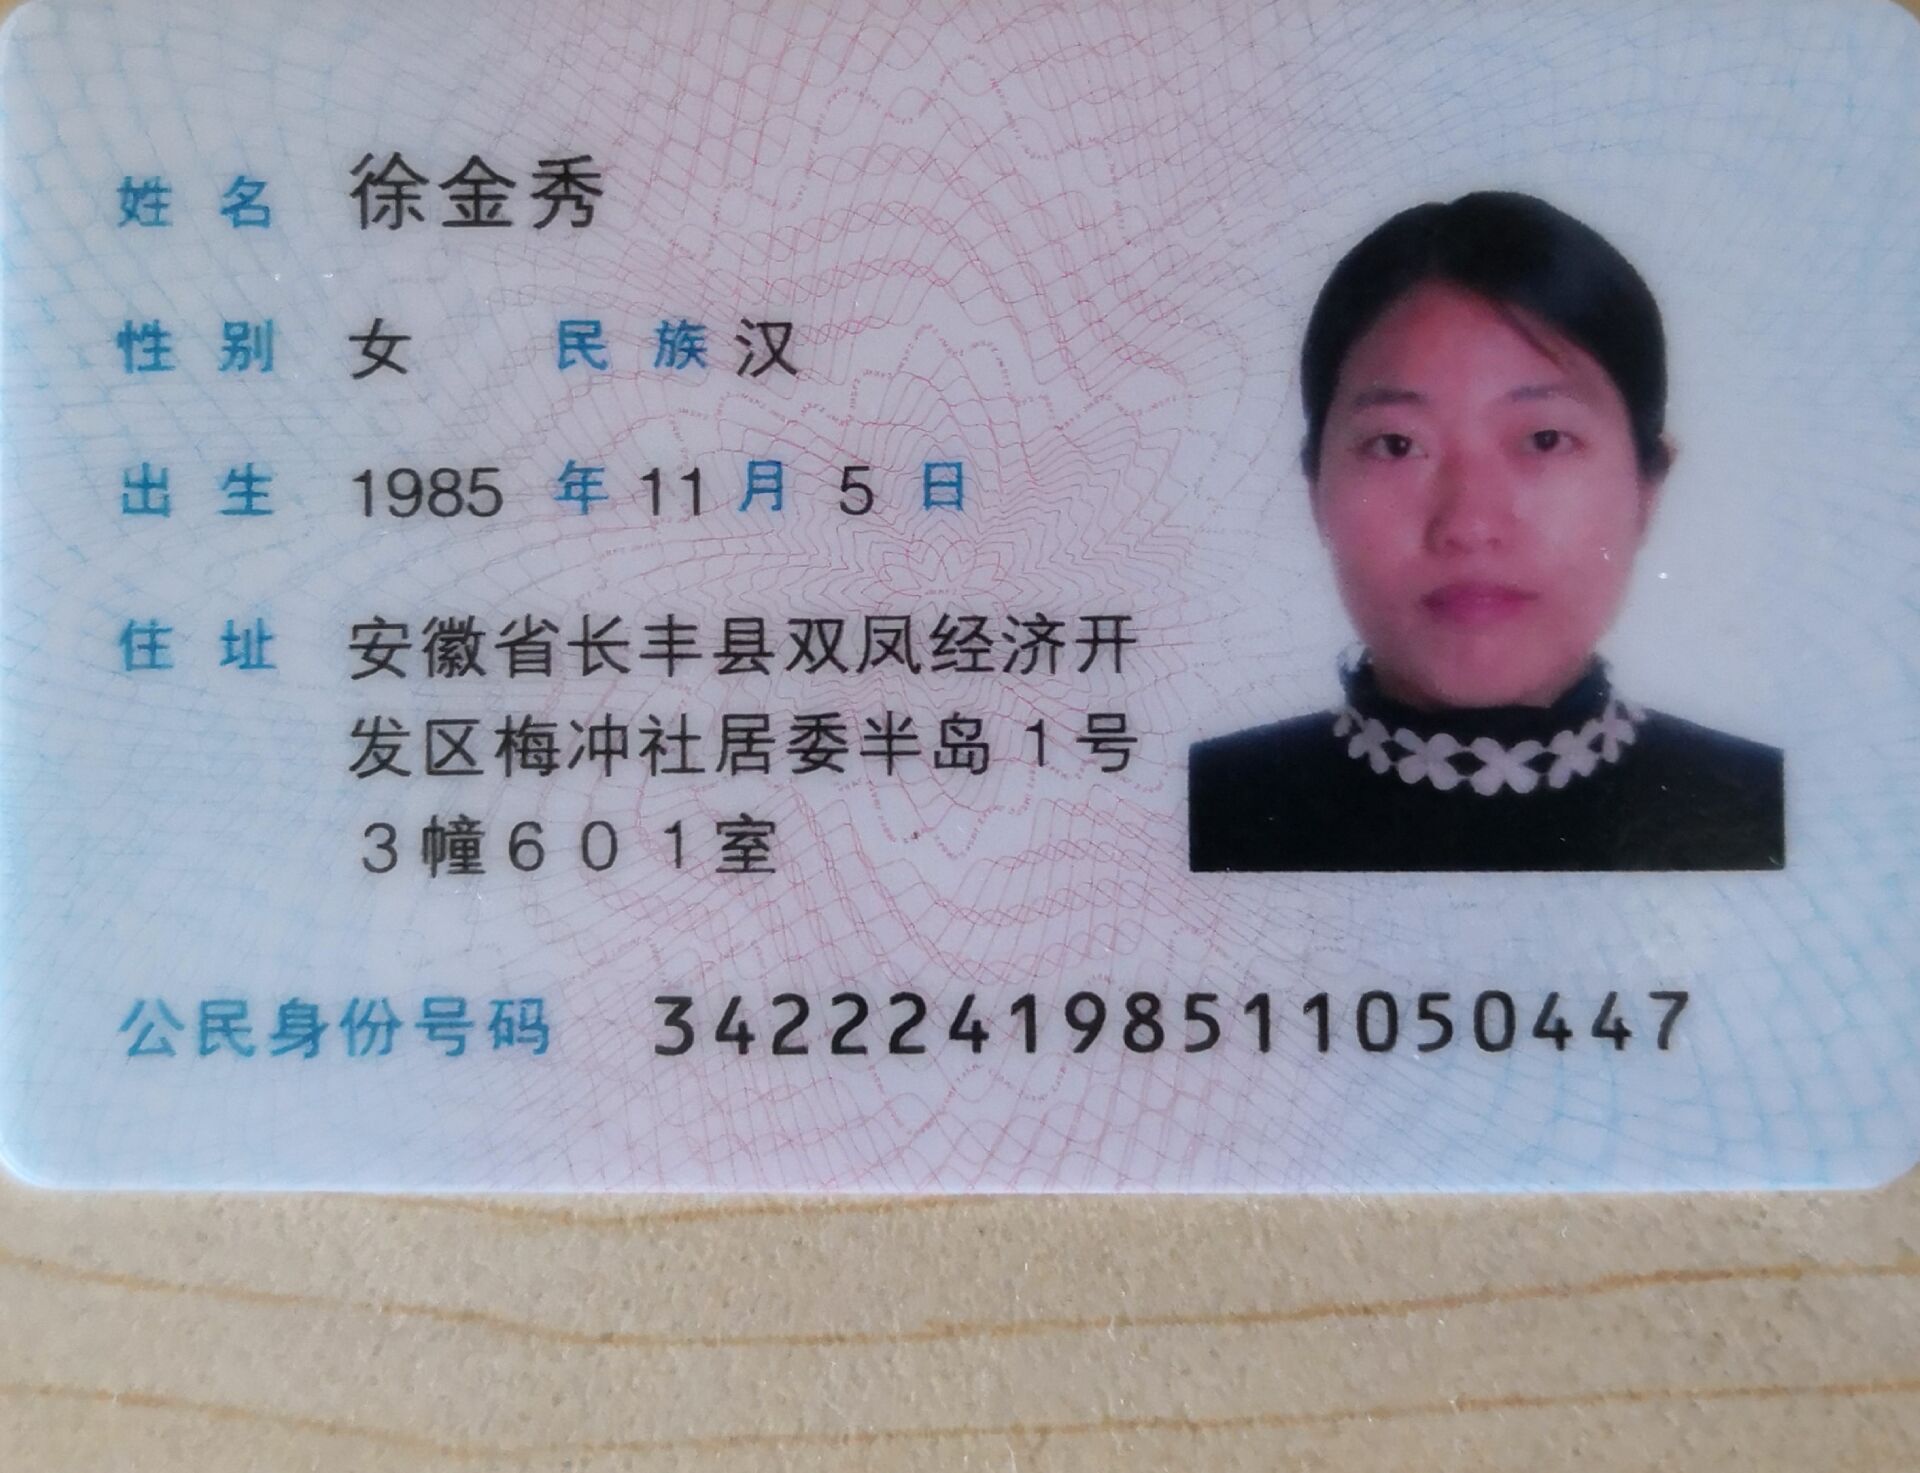 姓名 徐金秀
性别 女 民族 汉
出生 1985 年 11 月 5 日
住址 安徽省长丰县双凤经济开
发区梅冲社居委半岛1号
3幢601室
公民身份号码 342224198511050447